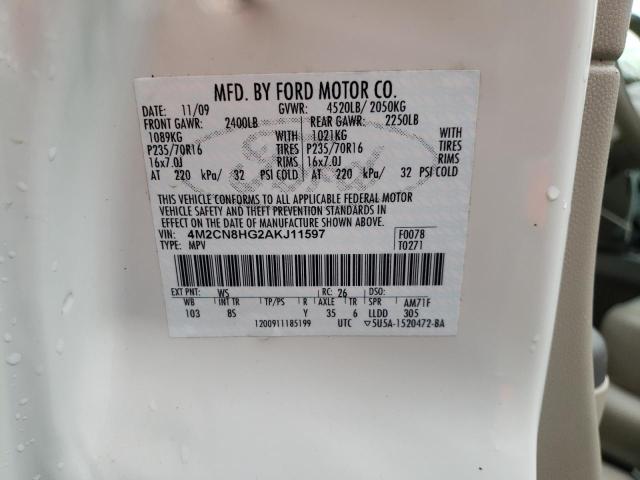 MFD. BY FORD MOTOR CO.
DATE: 11/09 GVWR: 4520LB/ 2050KG
FRONT GAWR: 2400LB REAR GAWR: 2250LB
1089KG WITH 1021KG WITH
P235/70R16 TIRES P235/70R16 TIRES
16x7.0J RIMS 16x7.0J RIMS
AT 220 kPa/ 32 PSI COLD AT 220 kPa/ 32 PSI COLD
THIS VEHICLE CONFORMS TO ALL APPLICABLE FEDERAL MOTOR
VEHICLE SAFETY AND THEFT PREVENTION STANDARDS IN
EFFECT ON THE DATE OF MANUFACTURE SHOWN ABOVE.
VIN: 4M2CN8HG2AKJ11597 F0078
TYPE: MPV T0271
EXT PNT: WS RC: 26 DSO:
WB INT TR TP/PS R AXLE TR SPR AM71F
103 8S Y 35 6 LLDD 305
1200911185199 UTC ▽5U5A-1520472-BA